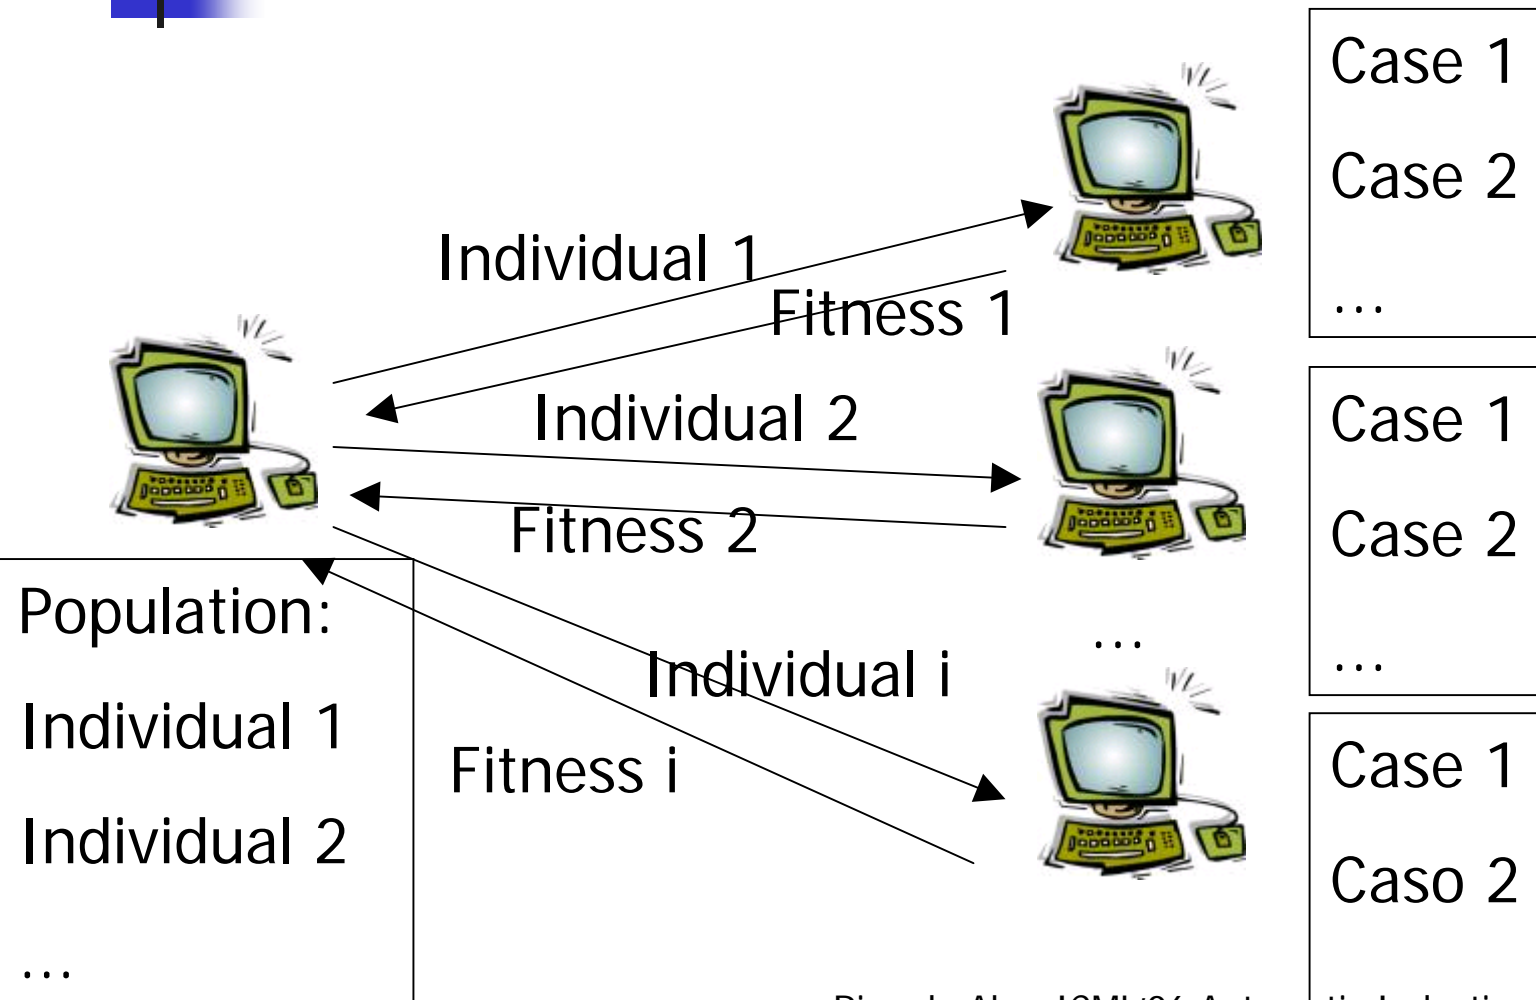 Case 1
Case 2
…
Individual 1
Fitness 1
Individual 2
Fitness 2
Case 1
Case 2
…
…
Population:
Individual 1
Individual 2
…
Individual i
Fitness i
Case 1
Caso 2